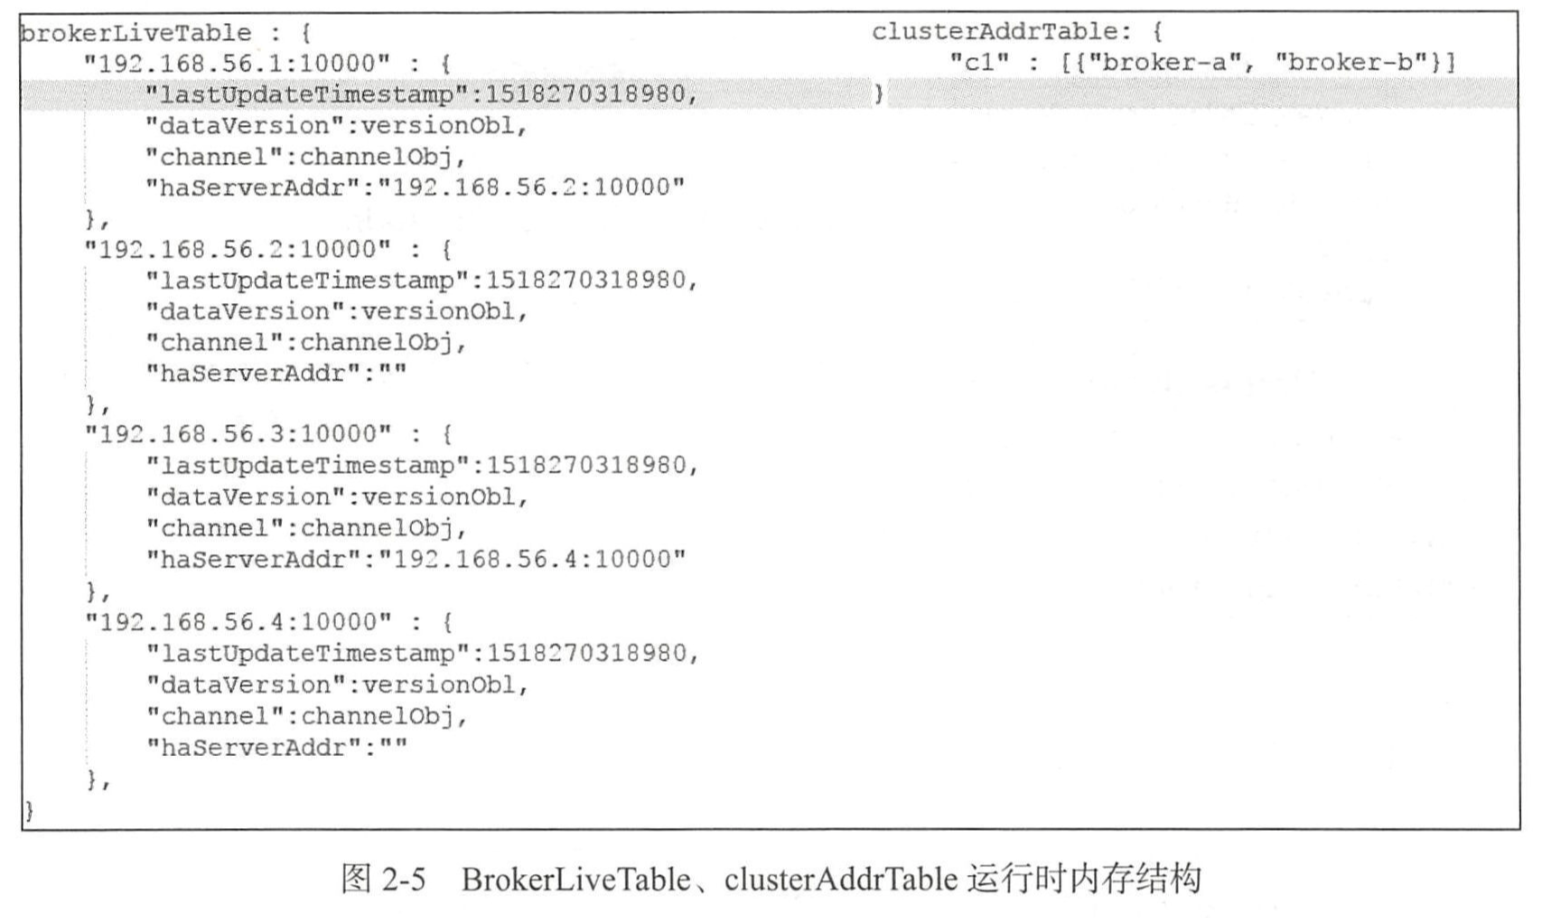 brokerLiveTable : {
    "192.168.56.1:10000" : {
        "lastUpdateTimestamp":1518270318980,
        "dataVersion":versionObl,
        "channel":channelObj,
        "haServerAddr":"192.168.56.2:10000"
    },
    "192.168.56.2:10000" : {
        "lastUpdateTimestamp":1518270318980,
        "dataVersion":versionObl,
        "channel":channelObj,
        "haServerAddr":""
    },
    "192.168.56.3:10000" : {
        "lastUpdateTimestamp":1518270318980,
        "dataVersion":versionObl,
        "channel":channelObj,
        "haServerAddr":"192.168.56.4:10000"
    },
    "192.168.56.4:10000" : {
        "lastUpdateTimestamp":1518270318980,
        "dataVersion":versionObl,
        "channel":channelObj,
        "haServerAddr":""
    },
}
clusterAddrTable: {
    "c1" : [{"broker-a", "broker-b"}]
}
图 2-5 BrokerLiveTable、clusterAddrTable 运行时内存结构